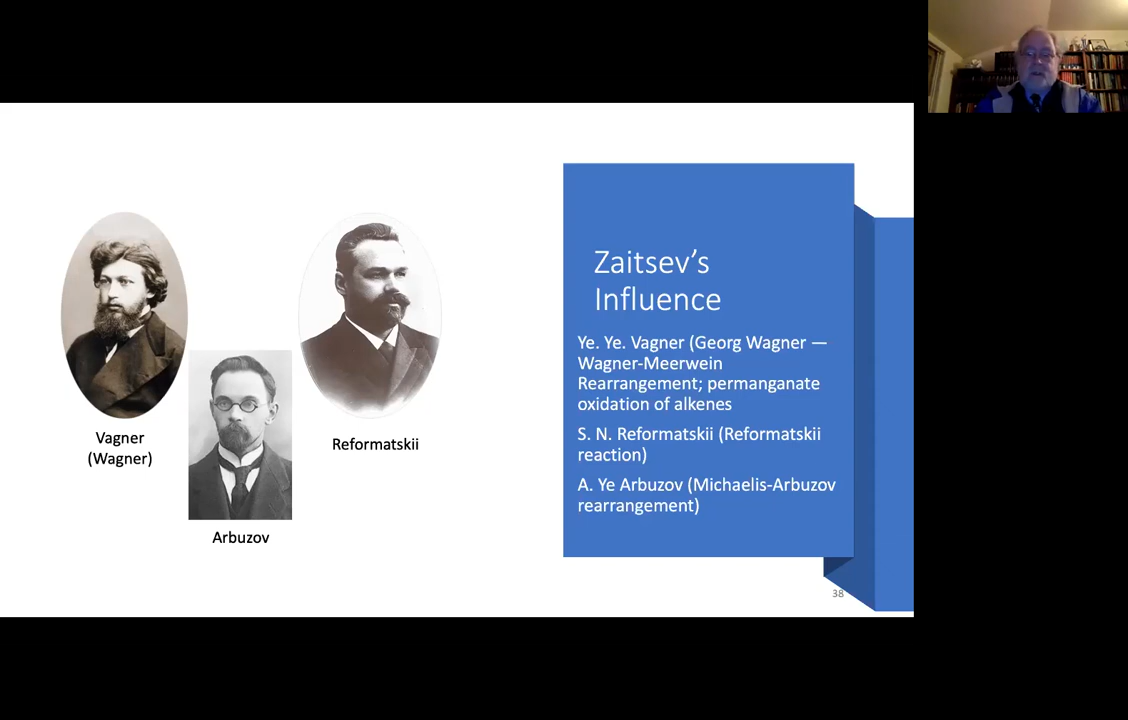 Zaitsev's
Influence
Ye. Ye. Vagner (Georg Wagner —
Wagner-Meerwein
Rearrangement; permanganate
oxidation of alkenes
S. N. Reformatskii (Reformatskii
reaction)
A. Ye Arbuzov (Michaelis-Arbuzov
rearrangement)
Vagner
(Wagner)
Reformatskii
Arbuzov
38